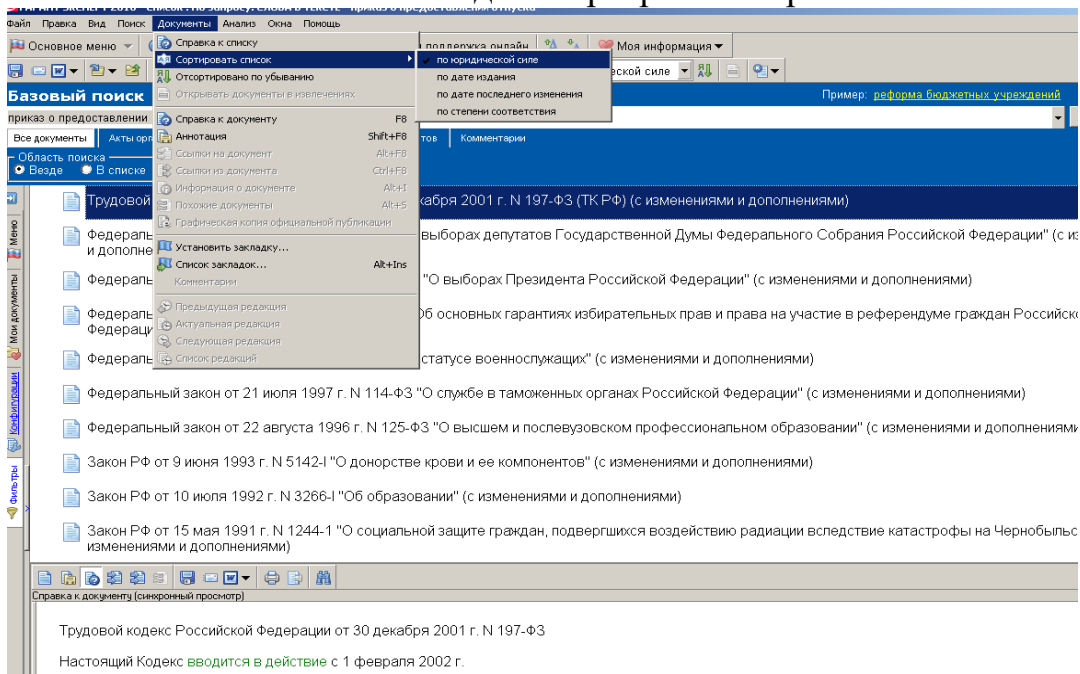 Файл Правка Вид Поиск Документы Анализ Окна Помощь
Основное меню
поддержка онлайн
Моя информация
Справка к списку
Сортировать список
по юридической силе
еской силе
Отсортировано по убыванию
по дате издания
Открывать документы в извлечениях
по дате последнего изменения
по степени соответствия
Базовый поиск
Пример: реформа бюджетных учреждений
приказ о предоставлении
Справка к документу F8
Все документы
Акты орг
Аннотация Shift+F8
тов
Комментарии
Область поиска
Везде В списке
Ссылки на документ Alt+F8
Ссылки из документа Ctrl+F8
Информация о документе Alt+I
Похожие документы Alt+S
Графическая копия официальной публикации
Установить закладку...
Список закладок... Alt+Ins
Комментарии
Предыдущая редакция
Актуальная редакция
Следующая редакция
Список редакций
Меню
Мои документы
Конфигурации
Фильтры
Трудовой
кабря 2001 г. N 197-ФЗ (ТК РФ) (с изменениями и дополнениями)
Федераль
выборах депутатов Государственной Думы Федерального Собрания Российской Федерации" (с из
и дополне
Федераль
"О выборах Президента Российской Федерации" (с изменениями и дополнениями)
Федераль
Об основных гарантиях избирательных прав и права на участие в референдуме граждан Российско
Федераци
Федераль
статусе военнослужащих" (с изменениями и дополнениями)
Федеральный закон от 21 июля 1997 г. N 114-ФЗ "О службе в таможенных органах Российской Федерации" (с изменениями и дополнениями)
Федеральный закон от 22 августа 1996 г. N 125-ФЗ "О высшем и послевузовском профессиональном образовании" (с изменениями и дополнениями
Закон РФ от 9 июня 1993 г. N 5142-I "О донорстве крови и ее компонентов" (с изменениями и дополнениями)
Закон РФ от 10 июля 1992 г. N 3266-I "Об образовании" (с изменениями и дополнениями)
Закон РФ от 15 мая 1991 г. N 1244-1 "О социальной защите граждан, подвергшихся воздействию радиации вследствие катастрофы на Чернобыльс
изменениями и дополнениями)
Справка к документу (синхронный просмотр)
Трудовой кодекс Российской Федерации от 30 декабря 2001 г. N 197-ФЗ
Настоящий Кодекс вводится в действие с 1 февраля 2002 г.